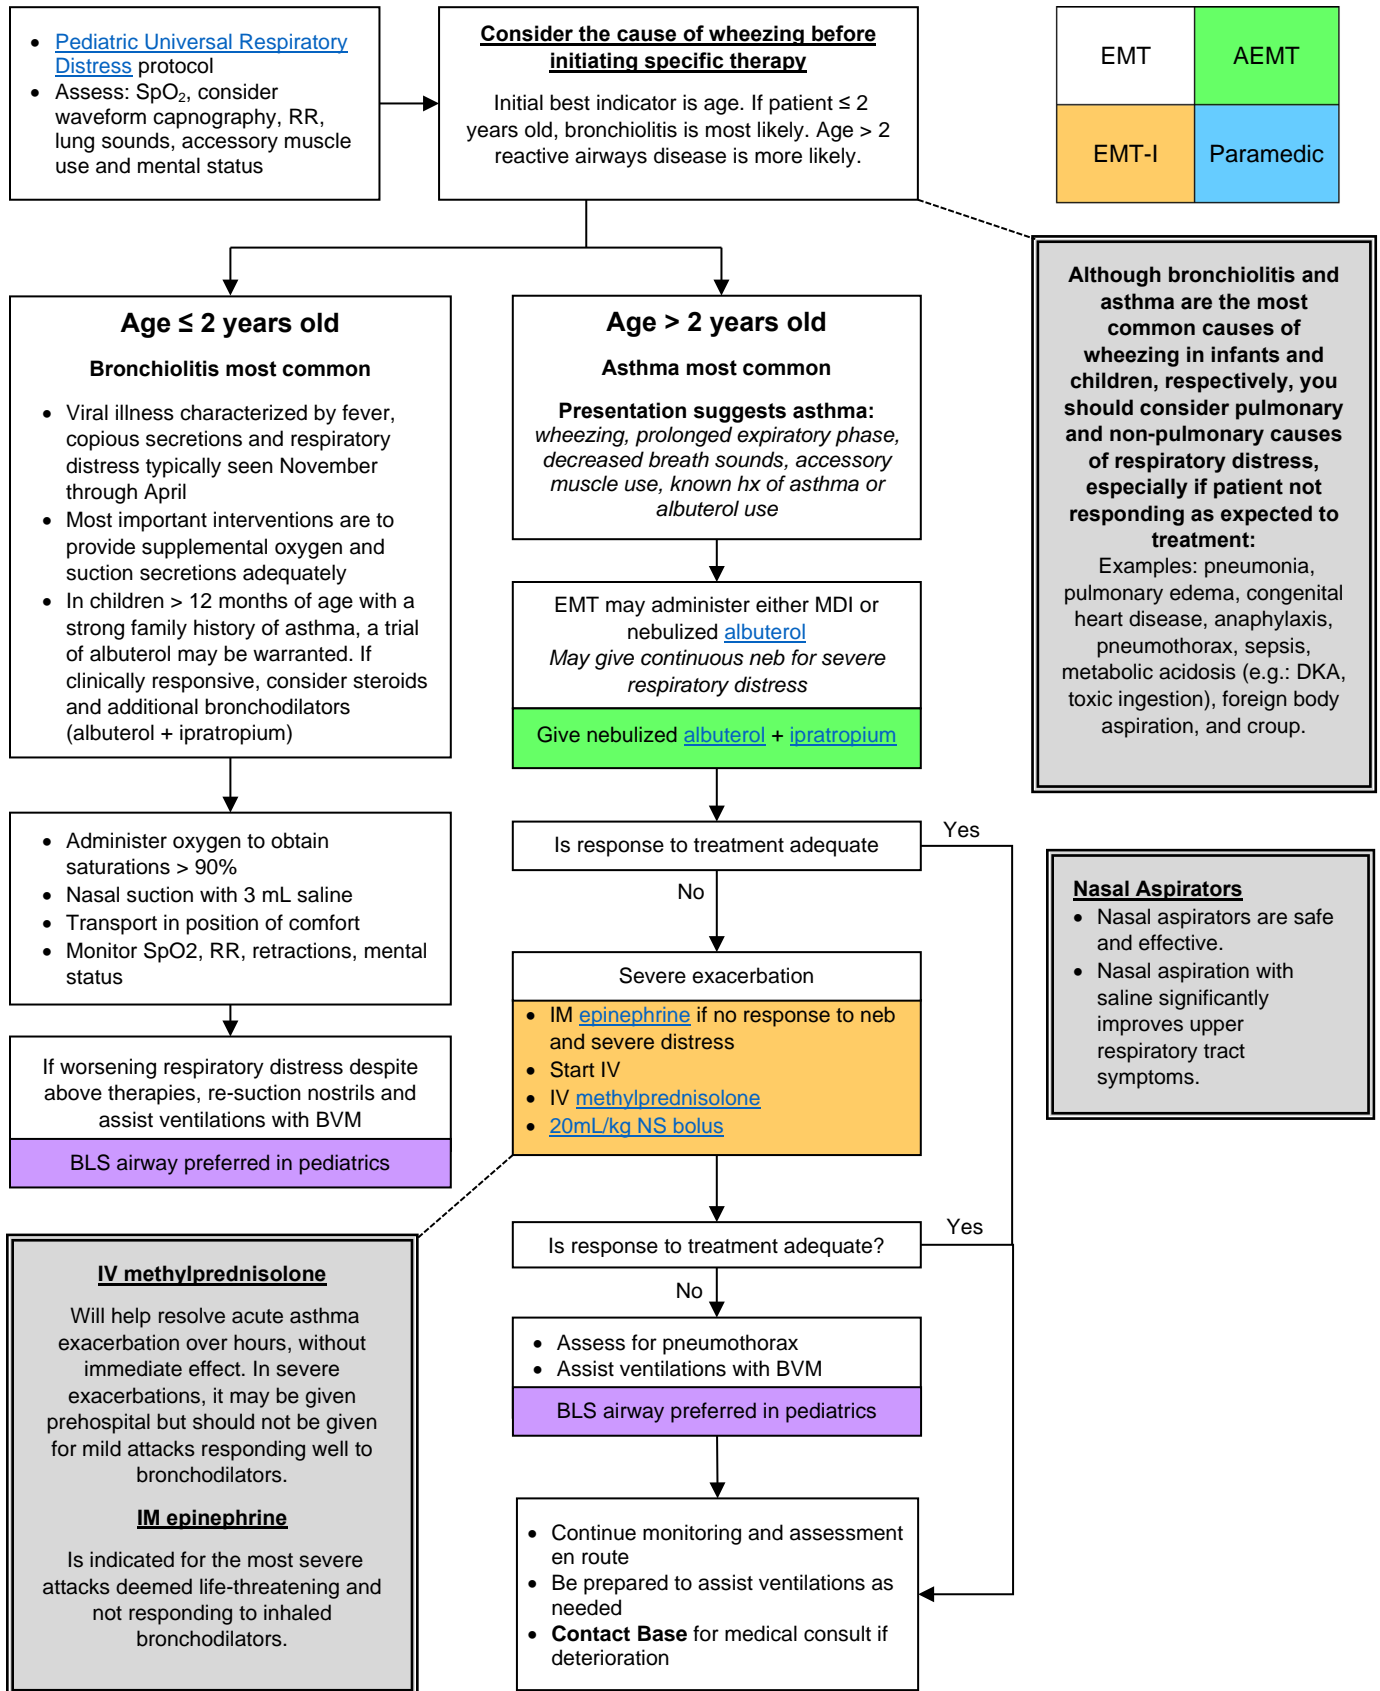 • Pediatric Universal Respiratory
Distress protocol
• Assess: SpO₂, consider
waveform capnography, RR,
lung sounds, accessory muscle
use and mental status
Consider the cause of wheezing before
initiating specific therapy
Initial best indicator is age. If patient ≤ 2
years old, bronchiolitis is most likely. Age > 2
reactive airways disease is more likely.
EMT
AEMT
EMT-I
Paramedic
Although bronchiolitis and
asthma are the most
common causes of
wheezing in infants and
children, respectively, you
should consider pulmonary
and non-pulmonary causes
of respiratory distress,
especially if patient not
responding as expected to
treatment:
Examples: pneumonia,
pulmonary edema, congenital
heart disease, anaphylaxis,
pneumothorax, sepsis,
metabolic acidosis (e.g.: DKA,
toxic ingestion), foreign body
aspiration, and croup.
Age ≤ 2 years old
Bronchiolitis most common
• Viral illness characterized by fever,
copious secretions and respiratory
distress typically seen November
through April
• Most important interventions are to
provide supplemental oxygen and
suction secretions adequately
• In children > 12 months of age with a
strong family history of asthma, a trial
of albuterol may be warranted. If
clinically responsive, consider steroids
and additional bronchodilators
(albuterol + ipratropium)
Age > 2 years old
Asthma most common
Presentation suggests asthma:
wheezing, prolonged expiratory phase,
decreased breath sounds, accessory
muscle use, known hx of asthma or
albuterol use
EMT may administer either MDI or
nebulized albuterol
May give continuous neb for severe
respiratory distress
Give nebulized albuterol + ipratropium
• Administer oxygen to obtain
saturations > 90%
• Nasal suction with 3 mL saline
• Transport in position of comfort
• Monitor SpO2, RR, retractions, mental
status
Is response to treatment adequate
Yes
No
Nasal Aspirators
• Nasal aspirators are safe
and effective.
• Nasal aspiration with
saline significantly
improves upper
respiratory tract
symptoms.
Severe exacerbation
• IM epinephrine if no response to neb
and severe distress
• Start IV
• IV methylprednisolone
• 20mL/kg NS bolus
If worsening respiratory distress despite
above therapies, re-suction nostrils and
assist ventilations with BVM
BLS airway preferred in pediatrics
Is response to treatment adequate?
Yes
No
IV methylprednisolone
Will help resolve acute asthma
exacerbation over hours, without
immediate effect. In severe
exacerbations, it may be given
prehospital but should not be given
for mild attacks responding well to
bronchodilators.
IM epinephrine
Is indicated for the most severe
attacks deemed life-threatening and
not responding to inhaled
bronchodilators.
• Assess for pneumothorax
• Assist ventilations with BVM
BLS airway preferred in pediatrics
• Continue monitoring and assessment
en route
• Be prepared to assist ventilations as
needed
• Contact Base for medical consult if
deterioration